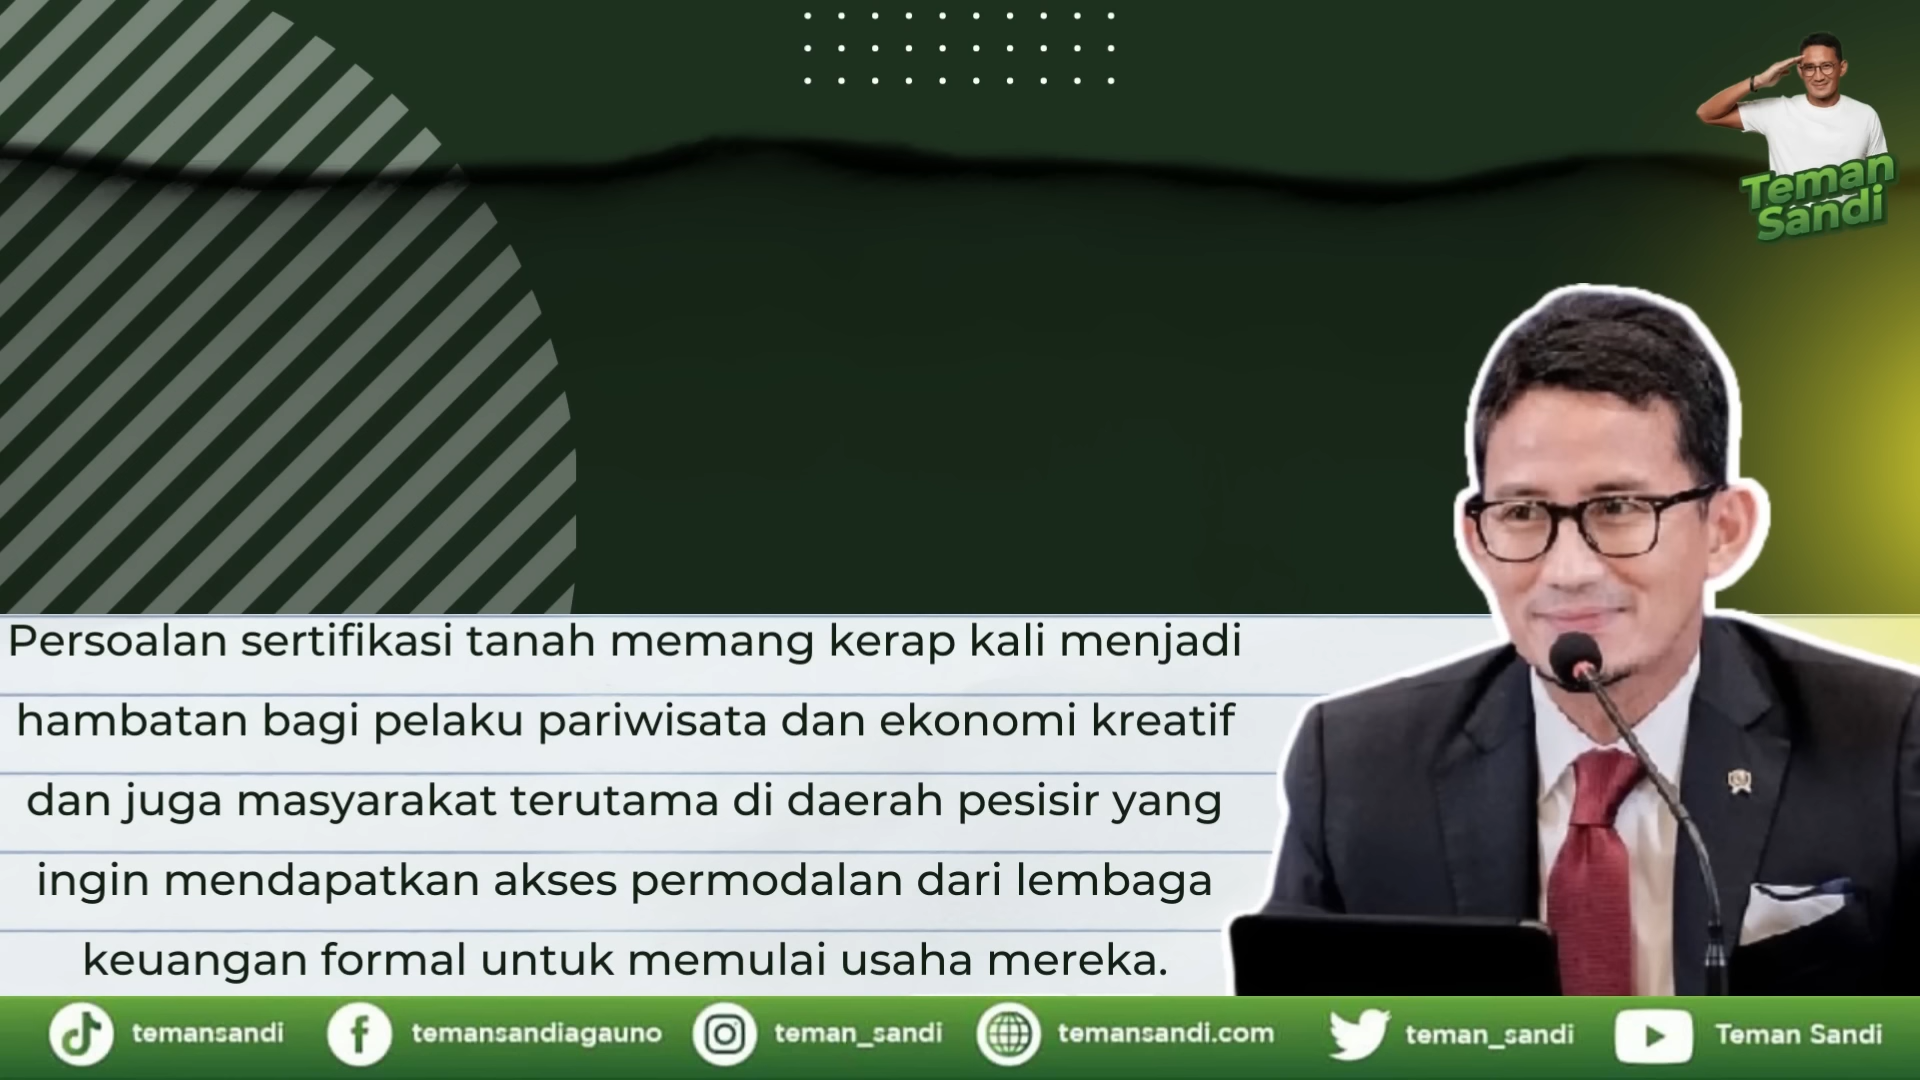 Teman
Sandi
Persoalan sertifikasi tanah memang kerap kali menjadi
hambatan bagi pelaku pariwisata dan ekonomi kreatif
dan juga masyarakat terutama di daerah pesisir yang
ingin mendapatkan akses permodalan dari lembaga
keuangan formal untuk memulai usaha mereka.
temansandi
temansandiagauno
teman_sandi
temansandi.com
teman_sandi
Teman Sandi